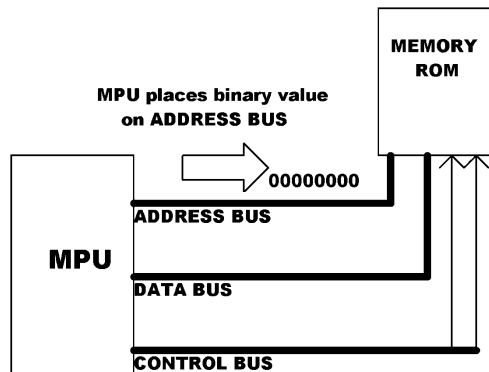 MEMORY
ROM
MPU places binary value
on ADDRESS BUS
00000000
ADDRESS BUS
MPU
DATA BUS
CONTROL BUS